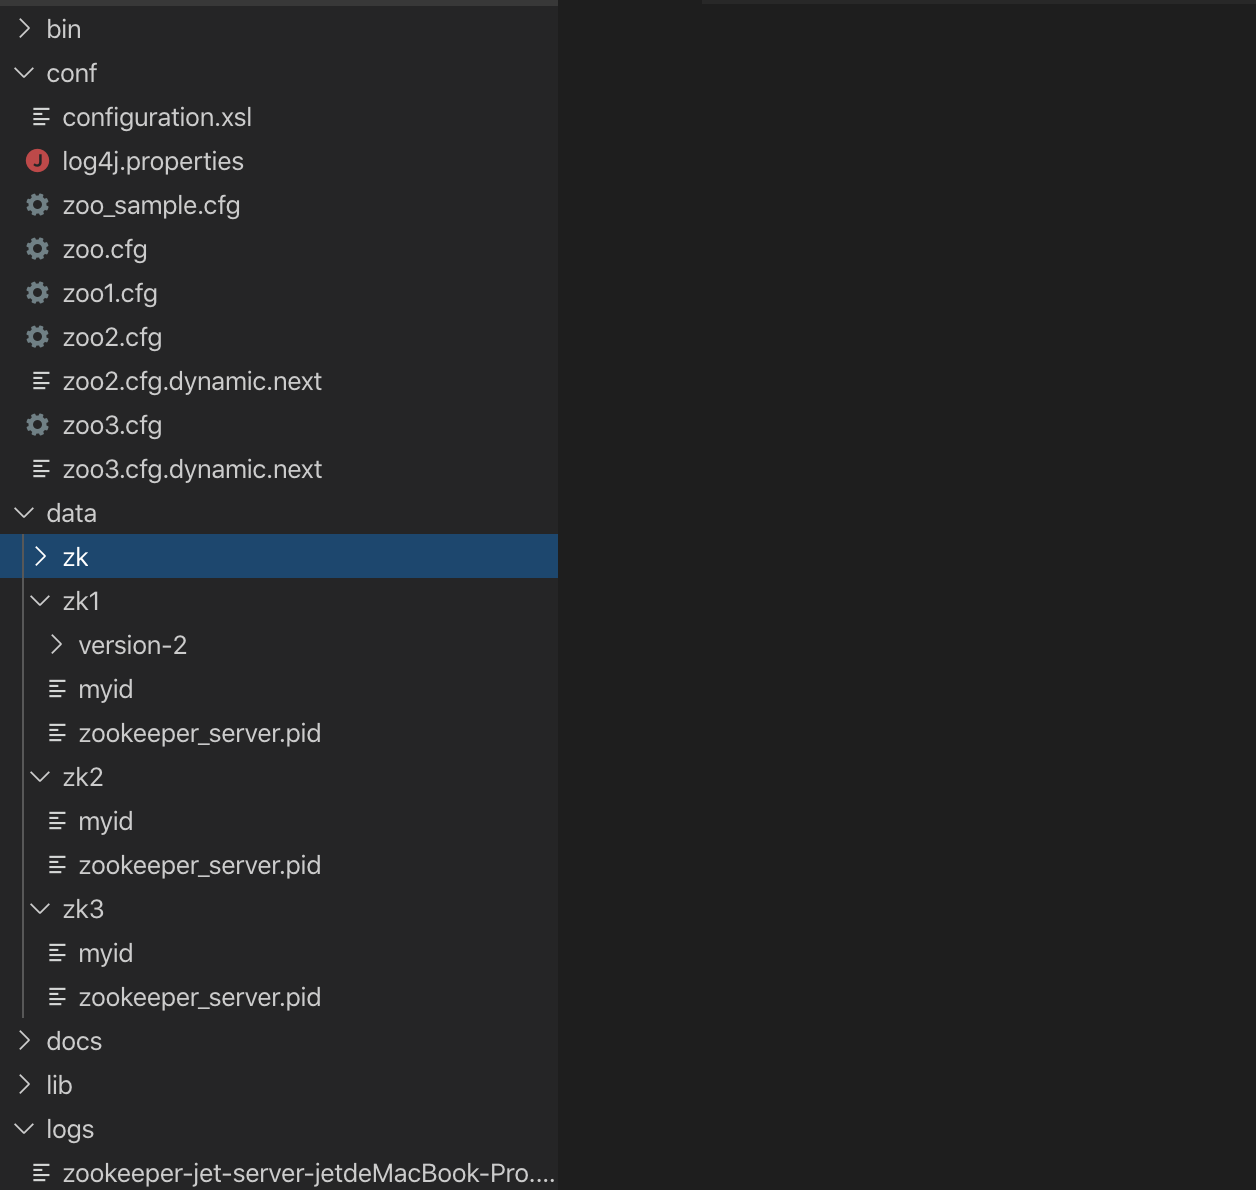 bin
conf
configuration.xsl
log4j.properties
zoo_sample.cfg
zoo.cfg
zoo1.cfg
zoo2.cfg
zoo2.cfg.dynamic.next
zoo3.cfg
zoo3.cfg.dynamic.next
data
zk
zk1
version-2
myid
zookeeper_server.pid
zk2
myid
zookeeper_server.pid
zk3
myid
zookeeper_server.pid
docs
lib
logs
zookeeper-jet-server-jetdeMacBook-Pro....